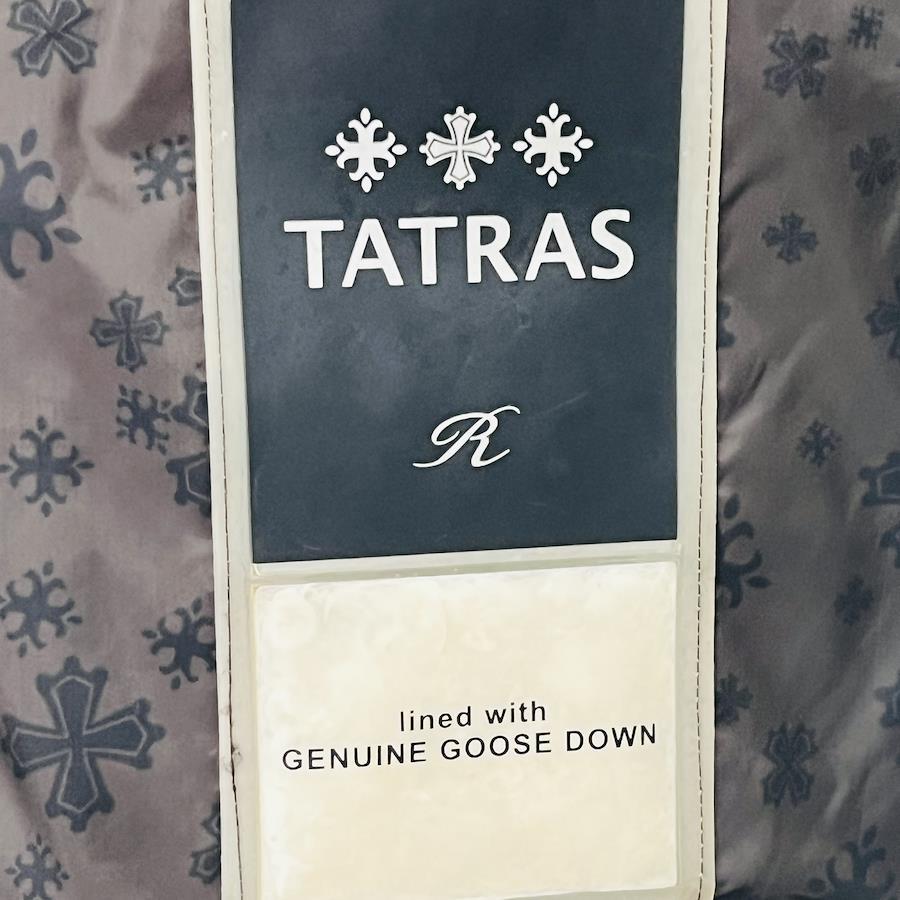 TATRAS
R
lined with
GENUINE GOOSE DOWN